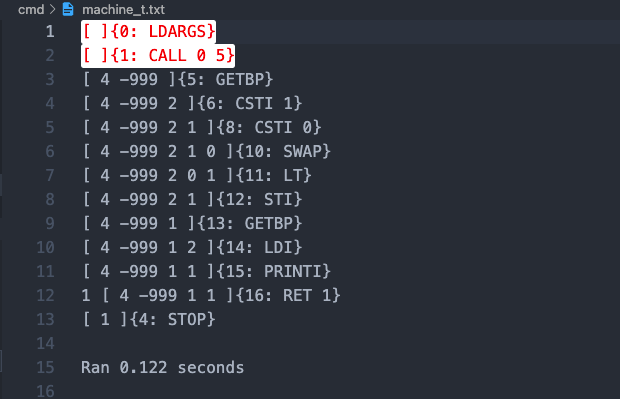 cmd > machine_t.txt
1 [ ]{0: LDARGS}
2 [ ]{1: CALL 0 5}
3 [ 4 -999 ]{5: GETBP}
4 [ 4 -999 2 ]{6: CSTI 1}
5 [ 4 -999 2 1 ]{8: CSTI 0}
6 [ 4 -999 2 1 0 ]{10: SWAP}
7 [ 4 -999 2 0 1 ]{11: LT}
8 [ 4 -999 2 1 ]{12: STI}
9 [ 4 -999 1 ]{13: GETBP}
10 [ 4 -999 1 2 ]{14: LDI}
11 [ 4 -999 1 1 ]{15: PRINTI}
12 1 [ 4 -999 1 1 ]{16: RET 1}
13 [ 1 ]{4: STOP}
14
15 Ran 0.122 seconds
16